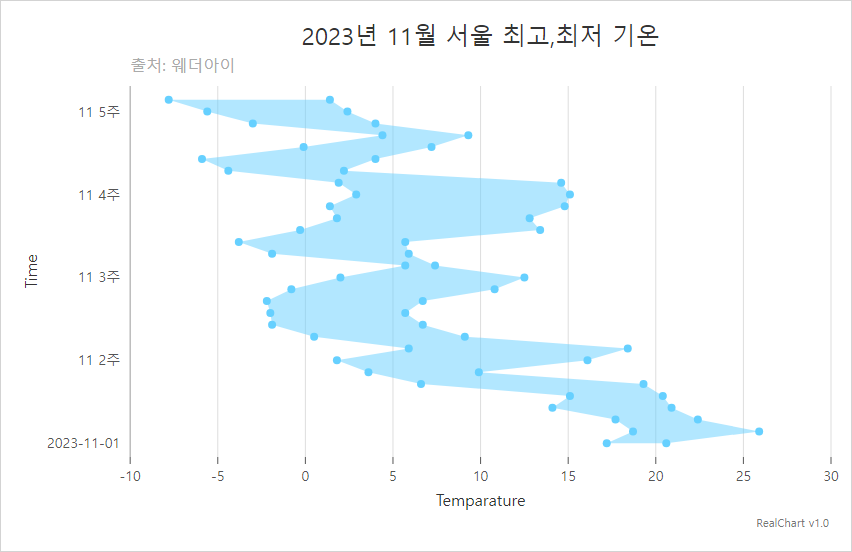 2023년 11월 서울 최고,최저 기온
출처: 웨더아이
11 5주
11 4주
11 3주
11 2주
2023-11-01
Time
-10 -5 0 5 10 15 20 25 30
Temparature
RealChart v1.0